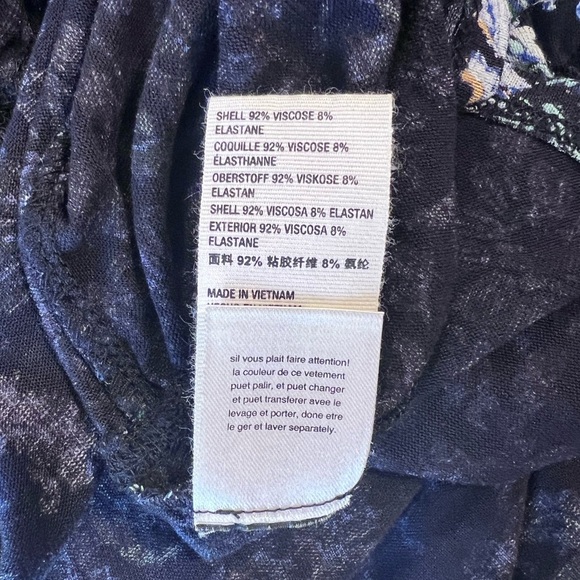 SHELL 92% VISCOSE 8%
ELASTANE
COQUILLE 92% VISCOSE 8%
ÉLASTHANNE
OBERSTOFF 92% VISKOSE 8%
ELASTAN
SHELL 92% VISCOSA 8% ELASTAN
EXTERIOR 92% VISCOSA 8%
ELASTANE
面料 92% 粘胶纤维 8% 氨纶
MADE IN VIETNAM
sil vous plait faire attention!
la couleur de ce vetement
puet palir, et puet changer
et puet transferer avec le
levage et porter, done etre
le ger et laver separately.